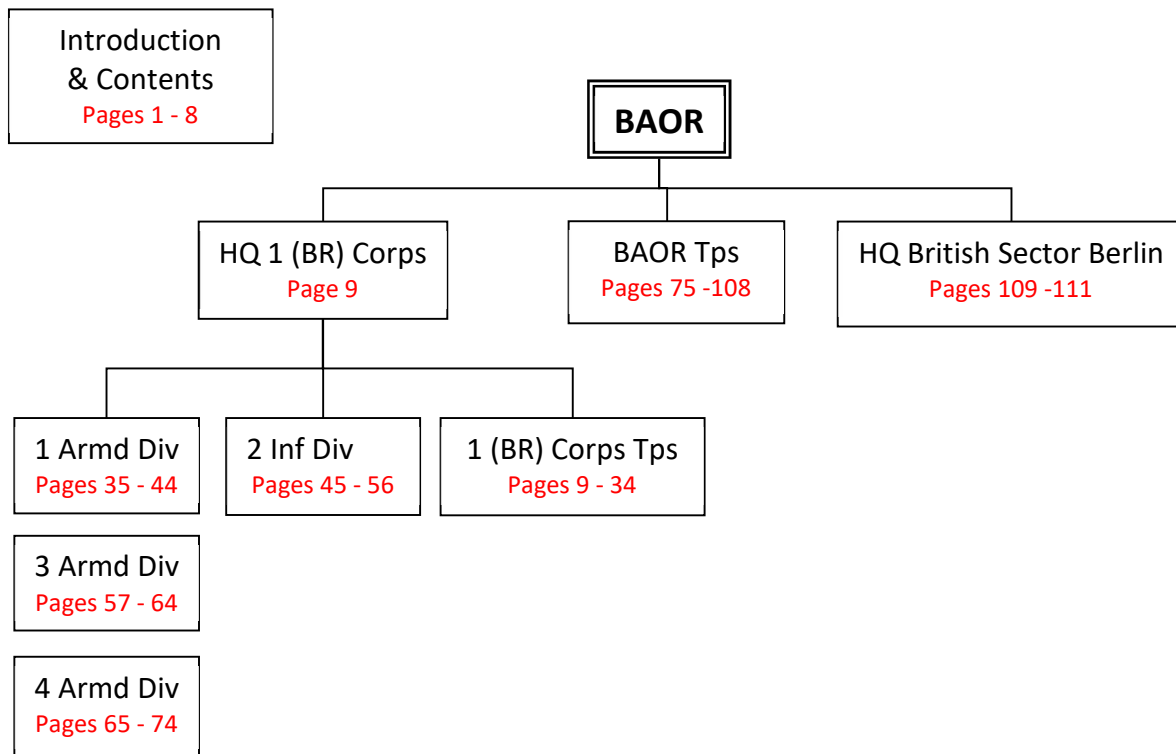 Introduction
& Contents
Pages 1 - 8
BAOR
HQ 1 (BR) Corps
Page 9
BAOR Tps
Pages 75 -108
HQ British Sector Berlin
Pages 109 -111
1 Armd Div
Pages 35 - 44
2 Inf Div
Pages 45 - 56
1 (BR) Corps Tps
Pages 9 - 34
3 Armd Div
Pages 57 - 64
4 Armd Div
Pages 65 - 74